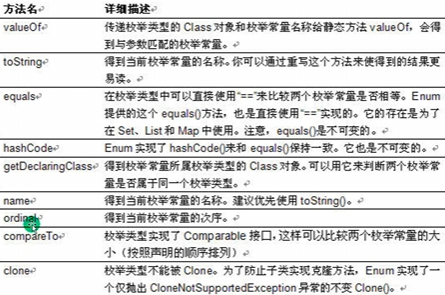 方法名 详细描述
valueOf 传递枚举类型的 Class 对象和枚举常量名称给静态方法 valueOf，会得
到与参数匹配的枚举常量。
toString 得到当前枚举常量的名称。你可以通过重写这个方法来使得到的结果更
易读。
equals 在枚举类型中可以直接使用“==”来比较两个枚举常量是否相等。Enum
提供的这个 equals()方法，也是直接使用“==”实现的。它的存在是为了
在 Set、List 和 Map 中使用。注意，equals()是不可变的。
hashCode Enum 实现了 hashCode()来和 equals()保持一致。它也是不可变的。
getDeclaringClass 得到枚举常量所属枚举类型的 Class 对象。可以用它来判断两个枚举常
量是否属于同一个枚举类型。
name 得到当前枚举常量的名称。建议优先使用 toString()。
ordinal 得到当前枚举常量的次序。
compareTo 枚举类型实现了 Comparable 接口，这样可以比较两个枚举常量的大
小（按照声明的顺序排列）
clone 枚举类型不能被 Clone。为了防止子类实现克隆方法，Enum 实现了一
个仅抛出 CloneNotSupportedException 异常的不变 Clone()。